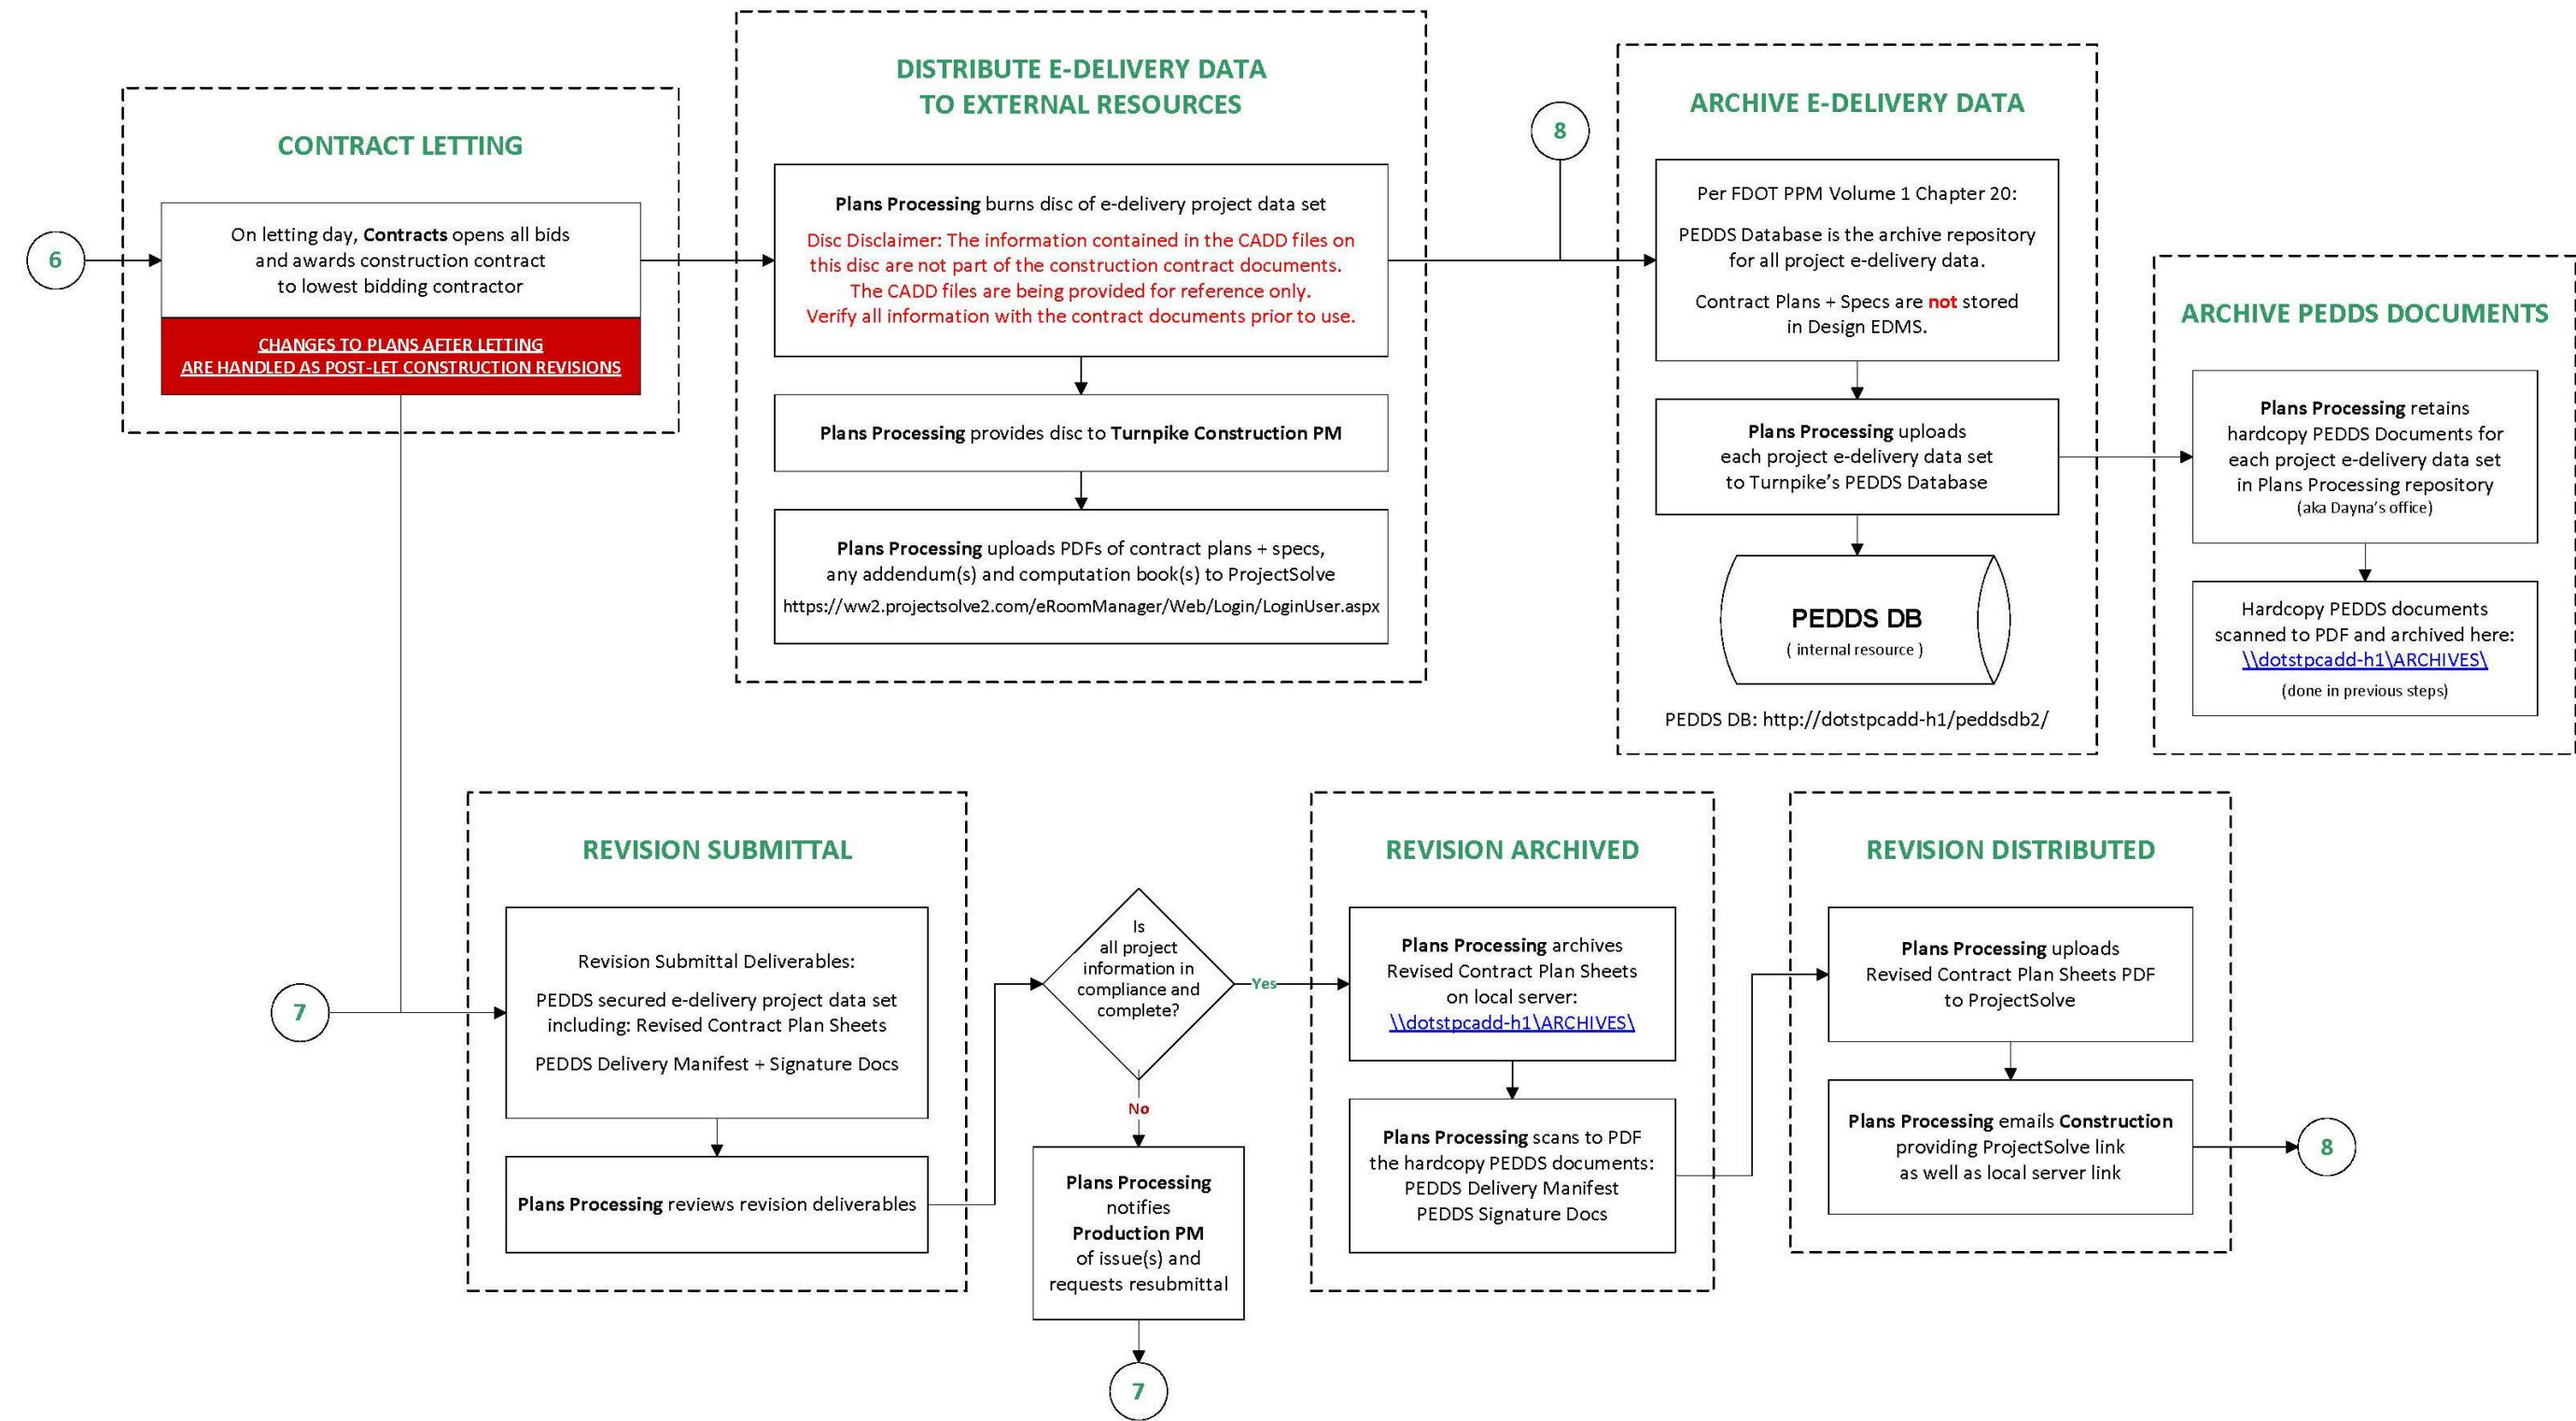 CONTRACT LETTING
6
On letting day, Contracts opens all bids
and awards construction contract
to lowest bidding contractor
CHANGES TO PLANS AFTER LETTING
ARE HANDLED AS POST-LET CONSTRUCTION REVISIONS
DISTRIBUTE E-DELIVERY DATA
TO EXTERNAL RESOURCES
Plans Processing burns disc of e-delivery project data set
Disc Disclaimer: The information contained in the CADD files on
this disc are not part of the construction contract documents.
The CADD files are being provided for reference only.
Verify all information with the contract documents prior to use.
Plans Processing provides disc to Turnpike Construction PM
Plans Processing uploads PDFs of contract plans + specs,
any addendum(s) and computation book(s) to ProjectSolve
https://ww2.projectsolve2.com/eRoomManager/Web/Login/LoginUser.aspx
8
ARCHIVE E-DELIVERY DATA
Per FDOT PPM Volume 1 Chapter 20:
PEDDS Database is the archive repository
for all project e-delivery data.
Contract Plans + Specs are not stored
in Design EDMS.
Plans Processing uploads
each project e-delivery data set
to Turnpike's PEDDS Database
PEDDS DB
( internal resource )
PEDDS DB: http://dotstpcadd-h1/peddsdb2/
ARCHIVE PEDDS DOCUMENTS
Plans Processing retains
hardcopy PEDDS Documents for
each project e-delivery data set
in Plans Processing repository
(aka Dayna's office)
Hardcopy PEDDS documents
scanned to PDF and archived here:
\\dotstpcadd-h1\ARCHIVES\
(done in previous steps)
REVISION SUBMITTAL
7
Revision Submittal Deliverables:
PEDDS secured e-delivery project data set
including: Revised Contract Plan Sheets
PEDDS Delivery Manifest + Signature Docs
Plans Processing reviews revision deliverables
Is
all project
information in
compliance and
complete?
Yes
No
Plans Processing
notifies
Production PM
of issue(s) and
requests resubmittal
7
REVISION ARCHIVED
Plans Processing archives
Revised Contract Plan Sheets
on local server:
\\dotstpcadd-h1\ARCHIVES\
Plans Processing scans to PDF
the hardcopy PEDDS documents:
PEDDS Delivery Manifest
PEDDS Signature Docs
REVISION DISTRIBUTED
Plans Processing uploads
Revised Contract Plan Sheets PDF
to ProjectSolve
Plans Processing emails Construction
providing ProjectSolve link
as well as local server link
8